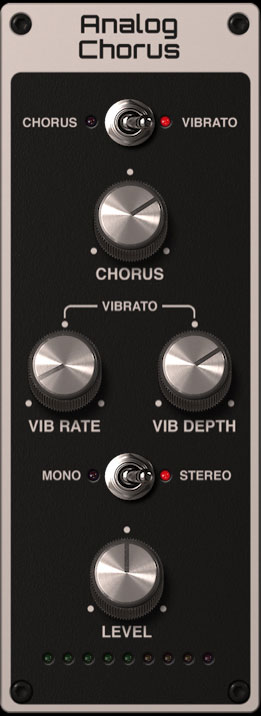 Analog
Chorus
CHORUS VIBRATO
CHORUS
VIBRATO
VIB RATE VIB DEPTH
MONO STEREO
LEVEL